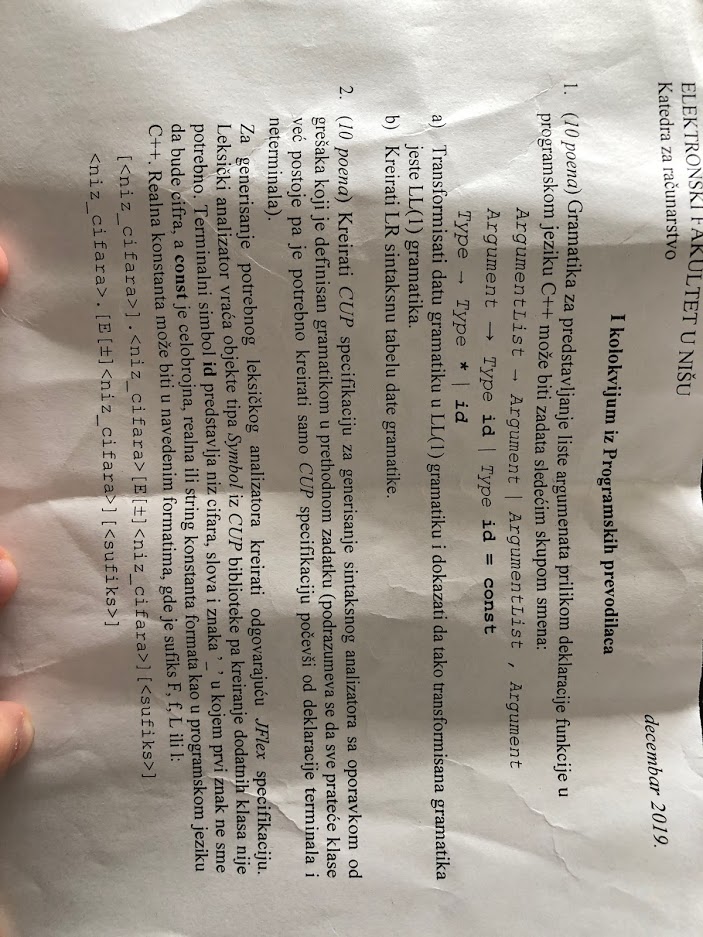 ELEKTRONSKI FAKULTET U NIŠU
Katedra za računarstvo
decembar 2019.
I kolokvijum iz Programskih prevodilaca
1. (10 poena) Gramatika za predstavljanje liste argumenata prilikom deklaracije funkcije u
programskom jeziku C++ može biti zadata sledećim skupom smena:
ArgumentList → Argument | ArgumentList , Argument
Argument → Type id | Type id = const
Type → Type * | id
a) Transformisati datu gramatiku u LL(1) gramatiku i dokazati da tako transformisana gramatika
jeste LL(1) gramatika.
b) Kreirati LR sintaksnu tabelu date gramatike.
2. (10 poena) Kreirati CUP specifikaciju za generisanje sintaksnog analizatora sa oporavkom od
grešaka koji je definisan gramatikom u prethodnom zadatku (podrazumeva se da sve prateće klase
već postoje pa je potrebno kreirati samo CUP specifikaciju počevši od deklaracije terminala i
neterminala).
Za generisanje potrebnog leksičkog analizatora kreirati odgovarajuću JFlex specifikaciju.
Leksički analizator vraća objekte tipa Symbol iz CUP biblioteke pa kreiranje dodatnih klasa nije
potrebno. Terminalni simbol id predstavlja niz cifara, slova i znaka '_' u kojem prvi znak ne sme
da bude cifra, a const je celobrojna, realna ili string konstanta formata kao u programskom jeziku
C++. Realna konstanta može biti u navedenim formatima, gde je sufiks F, f, L ili l:
[<niz_cifara>].<niz_cifara>[E[±]<niz_cifara>][<sufiks>]
<niz_cifara>.[E[±]<niz_cifara>][<sufiks>]